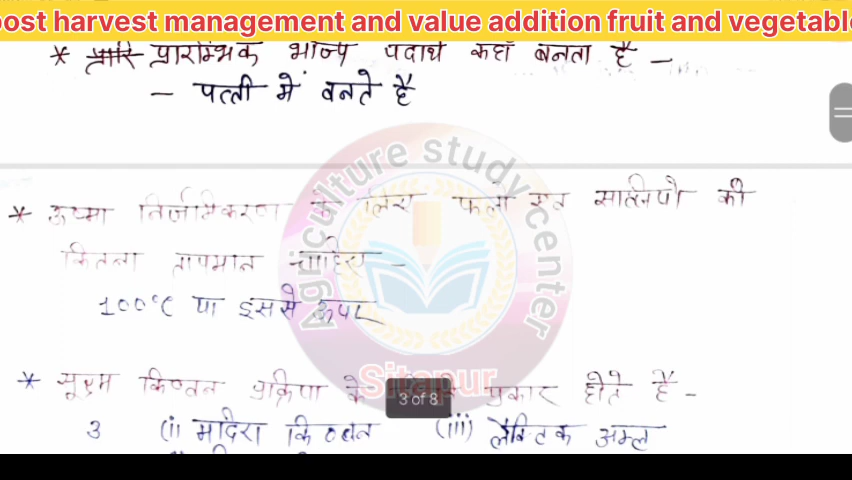 post harvest management and value addition fruit and vegetable
* प्रारम्भिक भोज्य पदार्थ कहाँ बनता है -
- पत्ती में बनते है
* ऊष्मा निर्जमिकरण के लिए फलो एव सब्जियों की
कितना तापमान चाहिए -
100°C या इससे ऊपर
* सूक्ष्म किण्वन प्रक्रिया के प्रकार होते है -
3 (i) मदिरा किण्वन (iii) लैक्टिक अम्ल
Agriculture study center
Sitapur
3 of 8